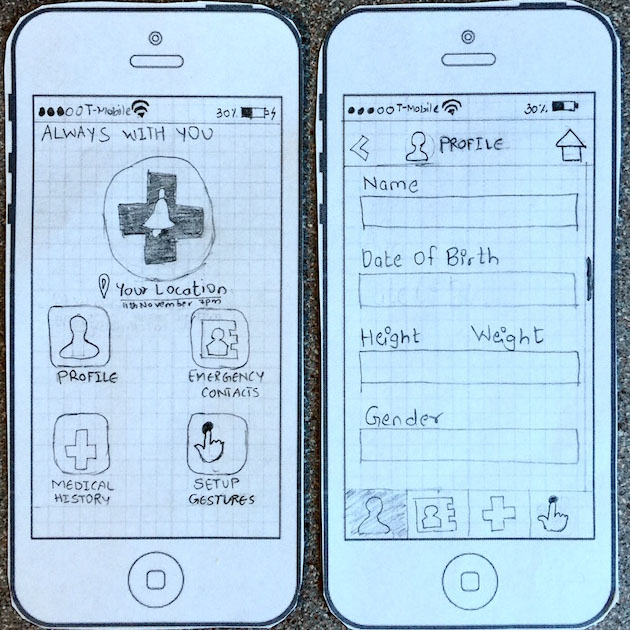 T-Mobile 30%
ALWAYS WITH YOU
Your Location
11th November 7pm
PROFILE
EMERGENCY
CONTACTS
MEDICAL
HISTORY
SETUP
GESTURES
T-Mobile 30%
PROFILE
Name
Date Of Birth
Height Weight
Gender